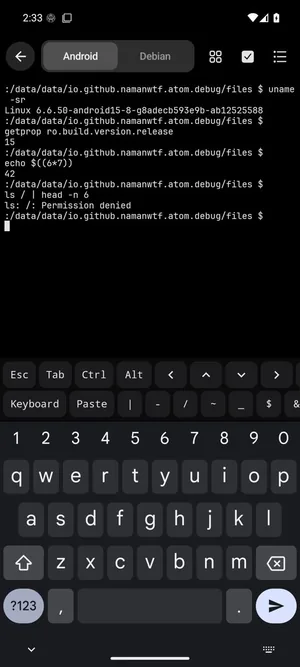 2:33
Android
Debian
:/data/data/io.github.namanwtf.atom.debug/files $ uname
-sr
Linux 6.6.50-android15-8-g8adecb593e9b-ab12525588
:/data/data/io.github.namanwtf.atom.debug/files $
getprop ro.build.version.release
15
:/data/data/io.github.namanwtf.atom.debug/files $
echo $((6*7))
42
:/data/data/io.github.namanwtf.atom.debug/files $
ls / | head -n 6
ls: /: Permission denied
:/data/data/io.github.namanwtf.atom.debug/files $
Esc Tab Ctrl Alt
Keyboard Paste | - / ~ _ $ &
1 2 3 4 5 6 7 8 9 0
q w e r t y u i o p
a s d f g h j k l
z x c v b n m
?123 , .